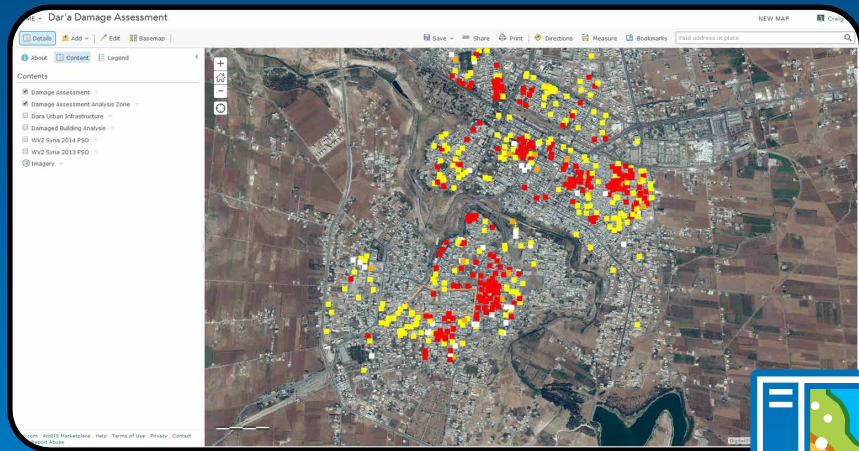 Dar'a Damage Assessment
NEW MAP
Craig
Details
Add
Edit
Basemap
Save
Share
Print
Directions
Measure
Bookmarks
Find address or place
About
Content
Legend
Contents
Damage Assessment
Damage Assessment Analysis Zone
Dara Urban Infrastructure
Damaged Building Analysis
WV2 Syria 2014 PSO
WV2 Syria 2013 PSO
Imagery
ArcGIS Marketplace Help Terms of Use Privacy Contact
Report Abuse